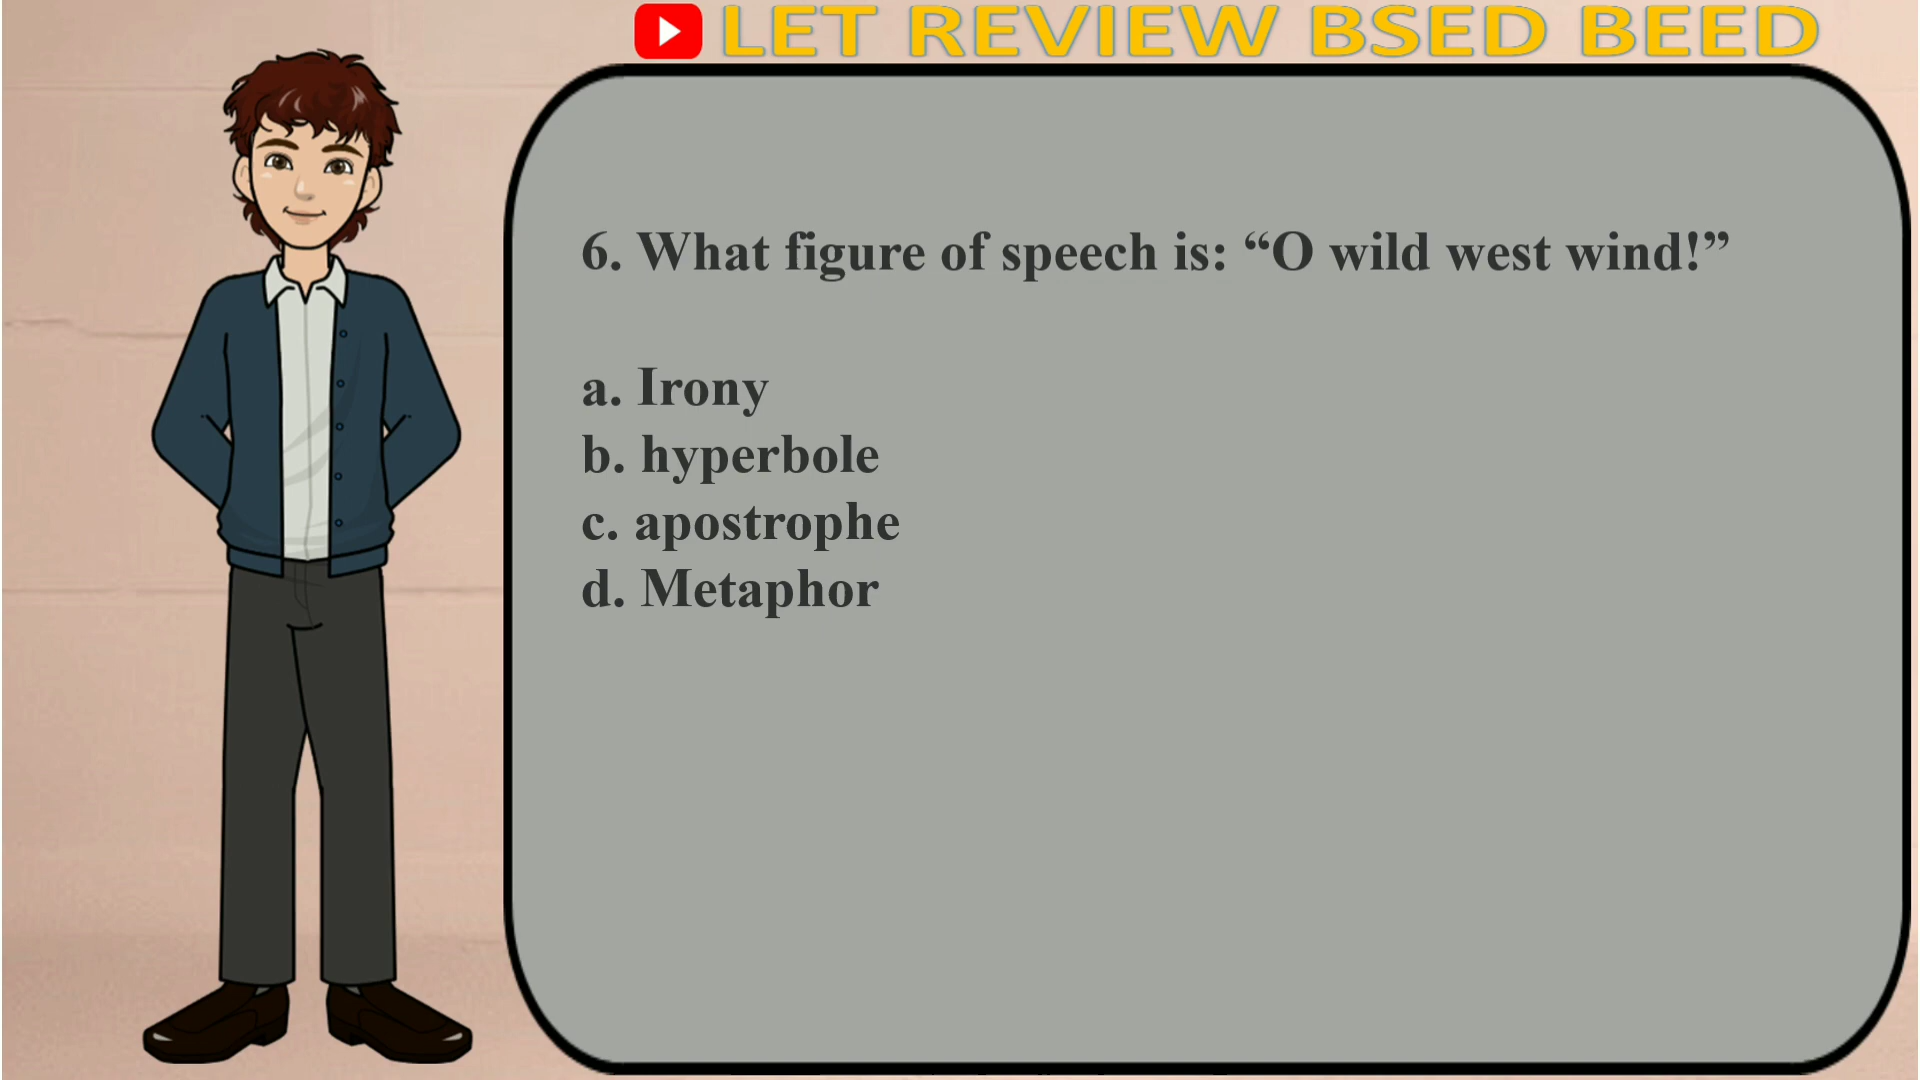 LET REVIEW BSED BEED
6. What figure of speech is: “O wild west wind!”
a. Irony
b. hyperbole
c. apostrophe
d. Metaphor